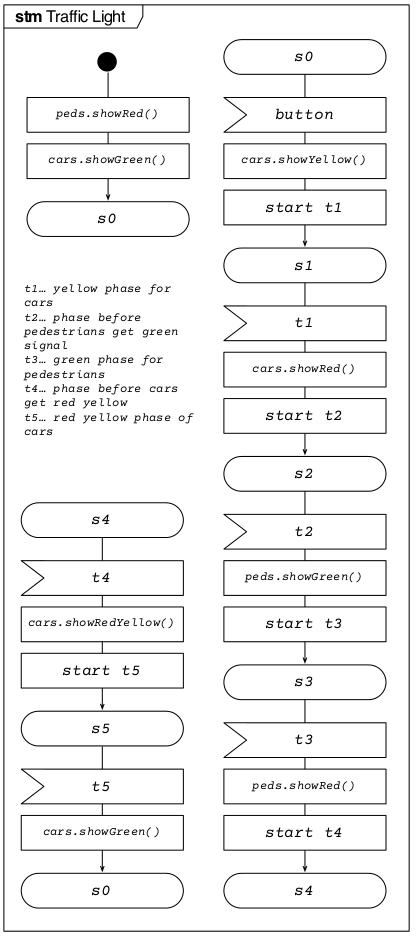 stm Traffic Light
peds.showRed()
cars.showGreen()
s0
t1… yellow phase for
cars
t2… phase before
pedestrians get green
signal
t3… green phase for
pedestrians
t4… phase before cars
get red yellow
t5… red yellow phase of
cars
s4
t4
cars.showRedYellow()
start t5
s5
t5
cars.showGreen()
s0
s0
button
cars.showYellow()
start t1
s1
t1
cars.showRed()
start t2
s2
t2
peds.showGreen()
start t3
s3
t3
peds.showRed()
start t4
s4